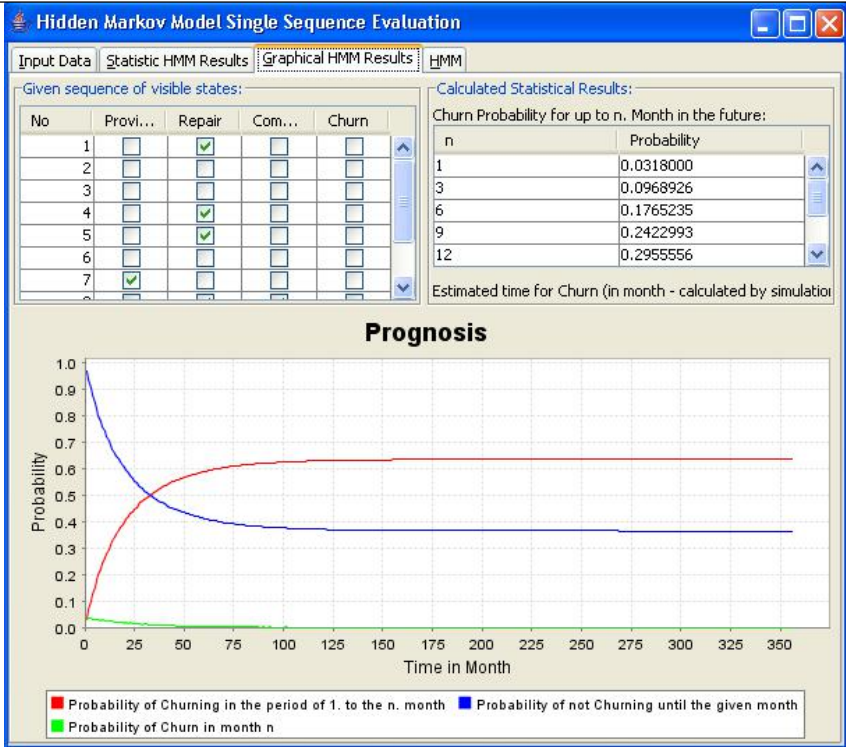 Hidden Markov Model Single Sequence Evaluation
Input Data Statistic HMM Results Graphical HMM Results HMM
Given sequence of visible states:
No Provi... Repair Com... Churn
1
2
3
4
5
6
7
Calculated Statistical Results:
Churn Probability for up to n. Month in the future:
n Probability
1 0.0318000
3 0.0968926
6 0.1765235
9 0.2422993
12 0.2955556
Estimated time for Churn (in month - calculated by simulation
Prognosis
1.0
0.9
0.8
0.7
0.6
0.5
0.4
0.3
0.2
0.1
0.0
Probability
0 25 50 75 100 125 150 175 200 225 250 275 300 325 350
Time in Month
Probability of Churning in the period of 1. to the n. month Probability of not Churning until the given month
Probability of Churn in month n